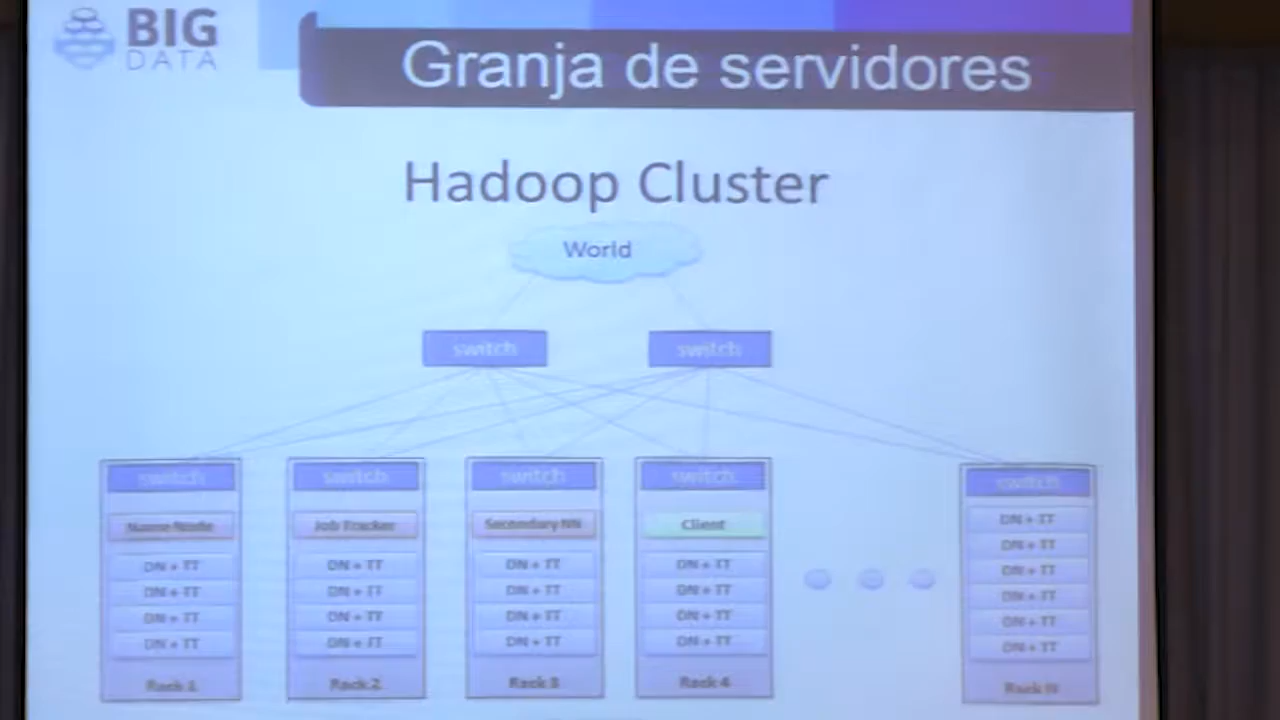 BIG
DATA
Granja de servidores
Hadoop Cluster
World
switch
switch
switch
switch
switch
switch
switch
Name Node
Job Tracker
Secondary NN
Client
DN + TT
DN + TT
DN + TT
DN + TT
Rack 1
DN + TT
DN + TT
DN + TT
DN + TT
Rack 2
DN + TT
DN + TT
DN + TT
DN + TT
Rack 3
DN + TT
DN + TT
DN + TT
DN + TT
Rack 4
DN + TT
DN + TT
DN + TT
DN + TT
DN + TT
DN + TT
Rack N